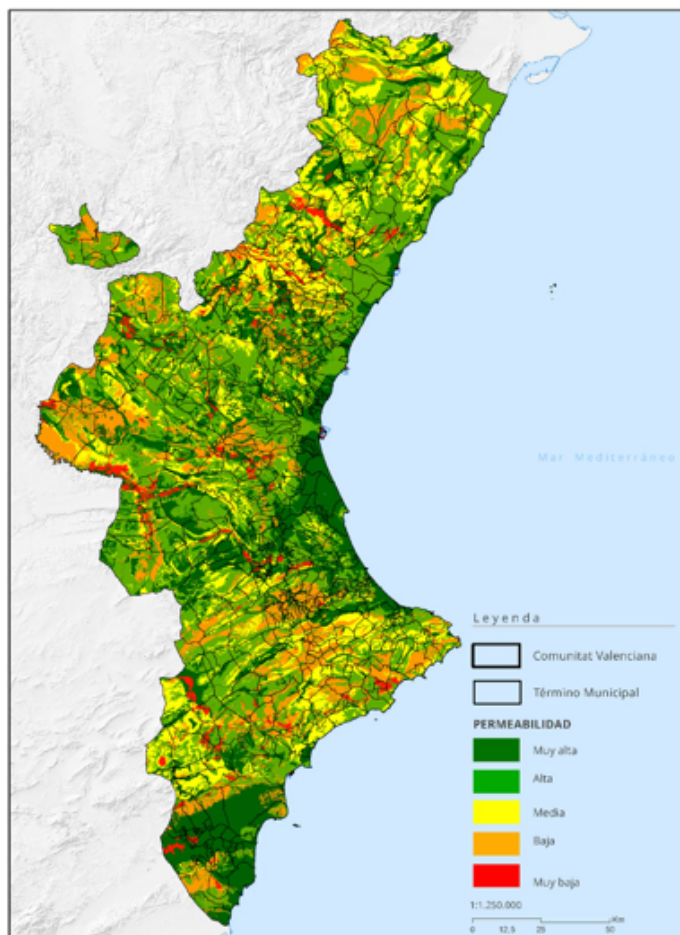 Mar Mediterráneo
Leyenda
Comunitat Valenciana
Término Municipal
PERMEABILIDAD
Muy alta
Alta
Media
Baja
Muy baja
1:1.250.000
Km
0 12,5 25 50